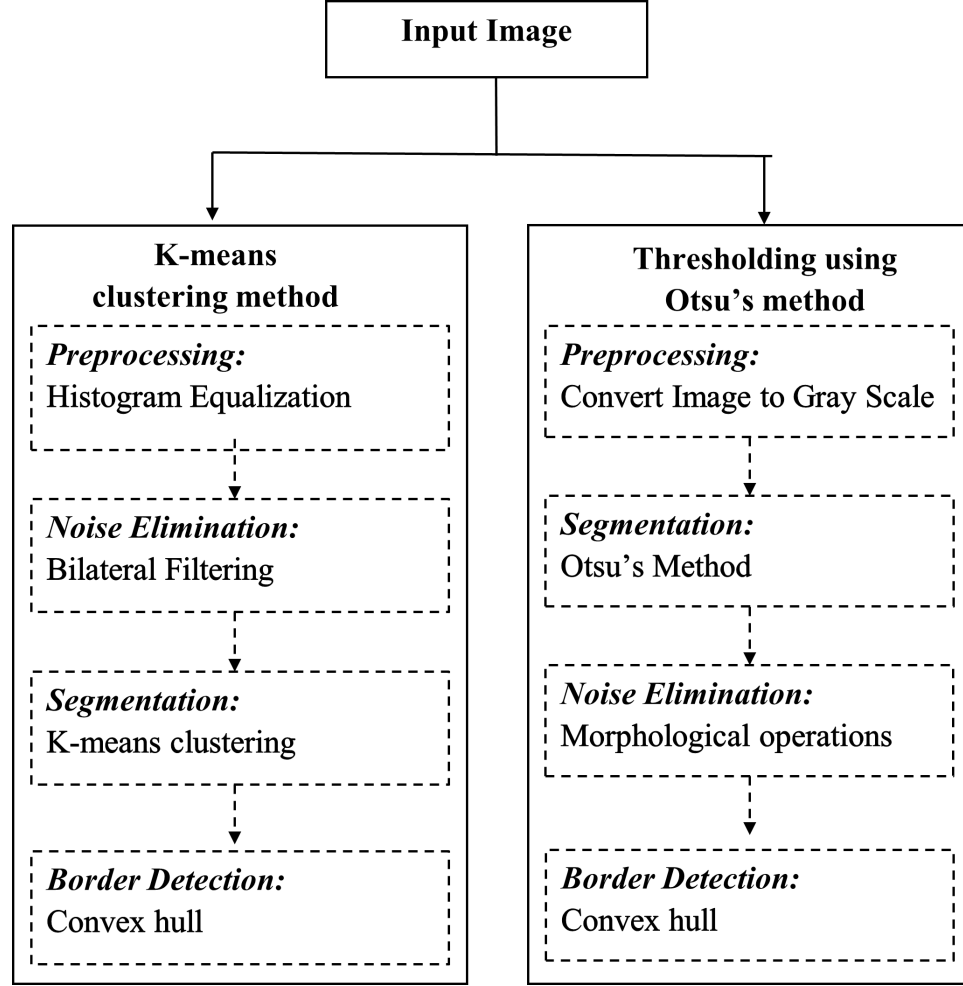 Input Image
K-means
clustering method
Preprocessing:
Histogram Equalization
Noise Elimination:
Bilateral Filtering
Segmentation:
K-means clustering
Border Detection:
Convex hull
Thresholding using
Otsu’s method
Preprocessing:
Convert Image to Gray Scale
Segmentation:
Otsu’s Method
Noise Elimination:
Morphological operations
Border Detection:
Convex hull